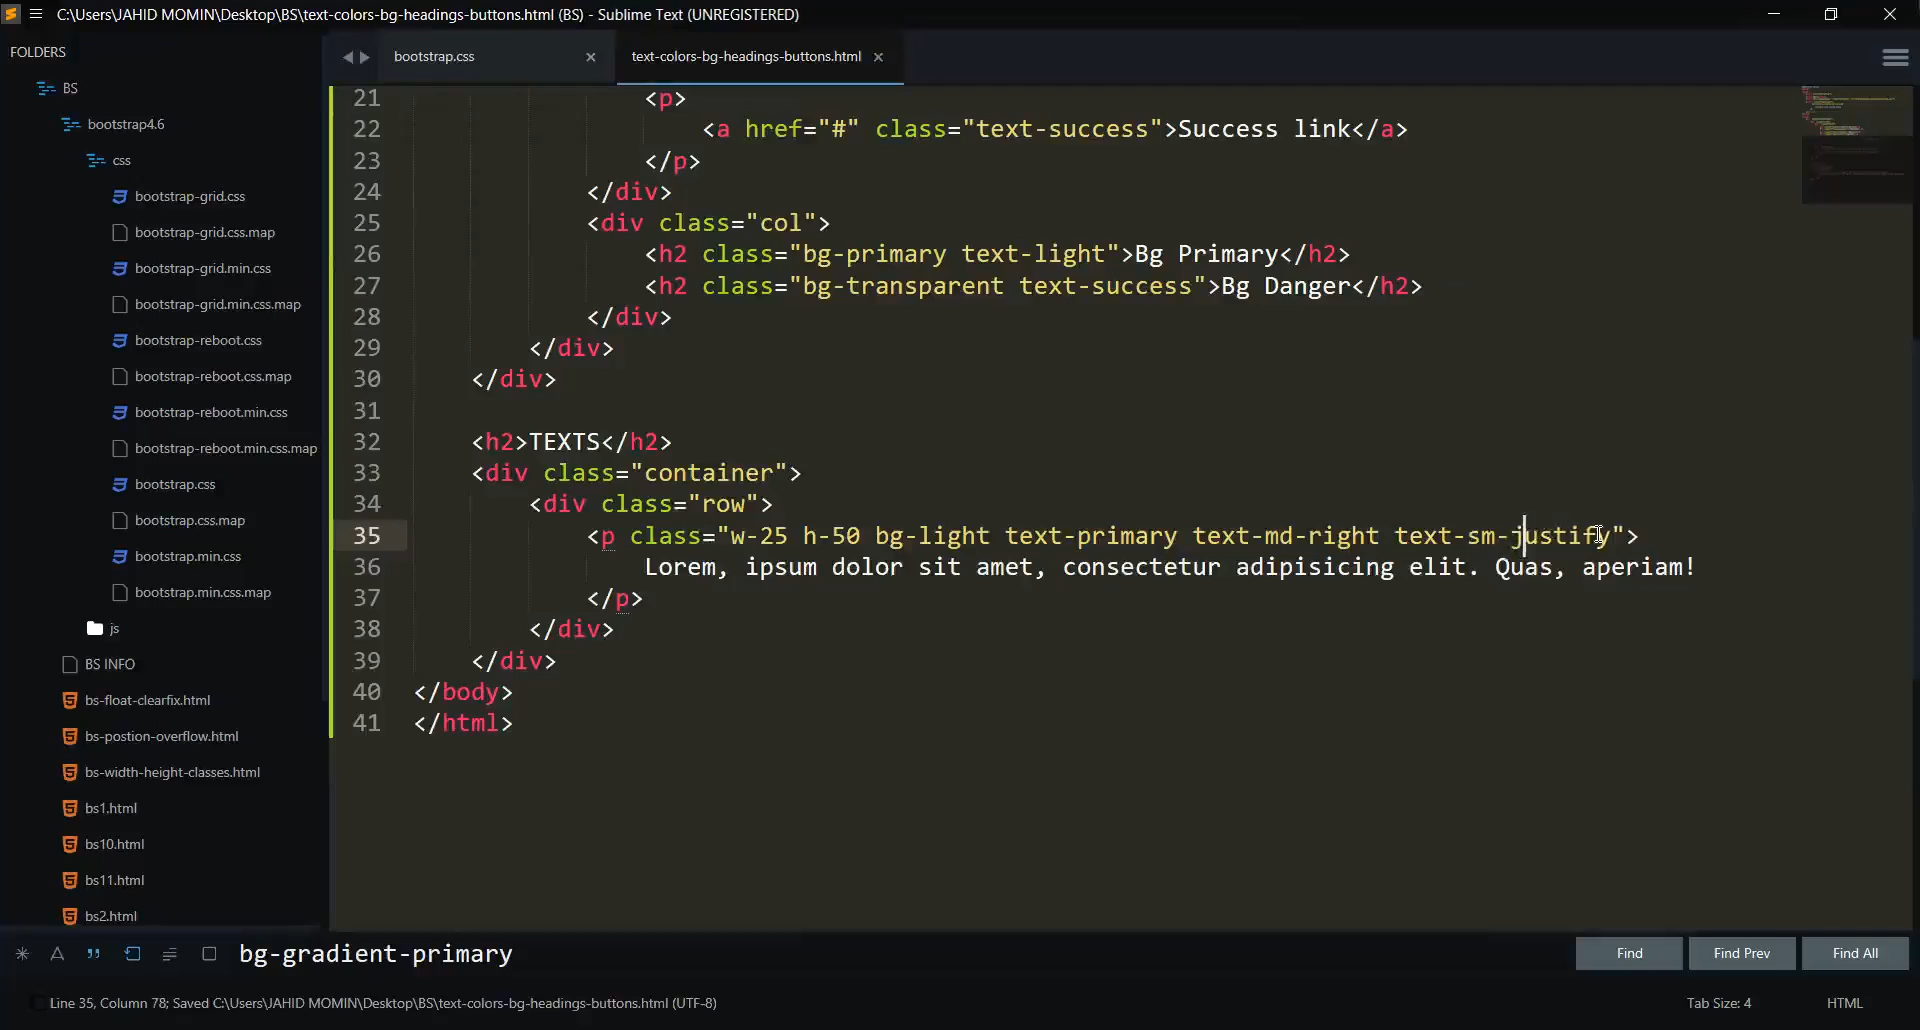 C:\Users\JAHID MOMIN\Desktop\BS\text-colors-bg-headings-buttons.html (BS) - Sublime Text (UNREGISTERED)
FOLDERS
BS
bootstrap4.6
css
bootstrap-grid.css
bootstrap-grid.css.map
bootstrap-grid.min.css
bootstrap-grid.min.css.map
bootstrap-reboot.css
bootstrap-reboot.css.map
bootstrap-reboot.min.css
bootstrap-reboot.min.css.map
bootstrap.css
bootstrap.css.map
bootstrap.min.css
bootstrap.min.css.map
js
BS INFO
bs-float-clearfix.html
bs-postion-overflow.html
bs-width-height-classes.html
bs1.html
bs10.html
bs11.html
bs2.html
bootstrap.css
text-colors-bg-headings-buttons.html
21 <p>
22 <a href="#" class="text-success">Success link</a>
23 </p>
24 </div>
25 <div class="col">
26 <h2 class="bg-primary text-light">Bg Primary</h2>
27 <h2 class="bg-transparent text-success">Bg Danger</h2>
28 </div>
29 </div>
30 </div>
31
32 <h2>TEXTS</h2>
33 <div class="container">
34 <div class="row">
35 <p class="w-25 h-50 bg-light text-primary text-md-right text-sm-justify">
36 Lorem, ipsum dolor sit amet, consectetur adipisicing elit. Quas, aperiam!
37 </p>
38 </div>
39 </div>
40 </body>
41 </html>
bg-gradient-primary
Find
Find Prev
Find All
Line 35, Column 78; Saved C:\Users\JAHID MOMIN\Desktop\BS\text-colors-bg-headings-buttons.html (UTF-8)
Tab Size: 4
HTML